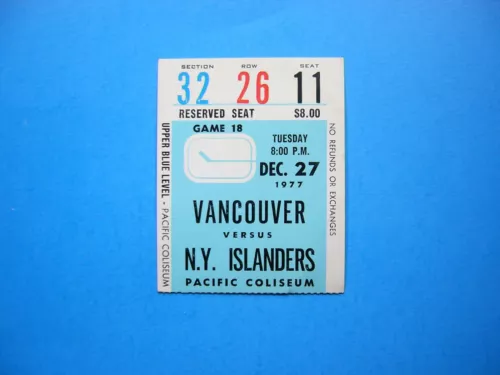 SECTION ROW SEAT
32 26 11
RESERVED SEAT $8.00
GAME 18
TUESDAY
8:00 P.M.
DEC. 27
1977
VANCOUVER
VERSUS
N.Y. ISLANDERS
PACIFIC COLISEUM
UPPER BLUE LEVEL - PACIFIC COLISEUM
NO REFUNDS OR EXCHANGES